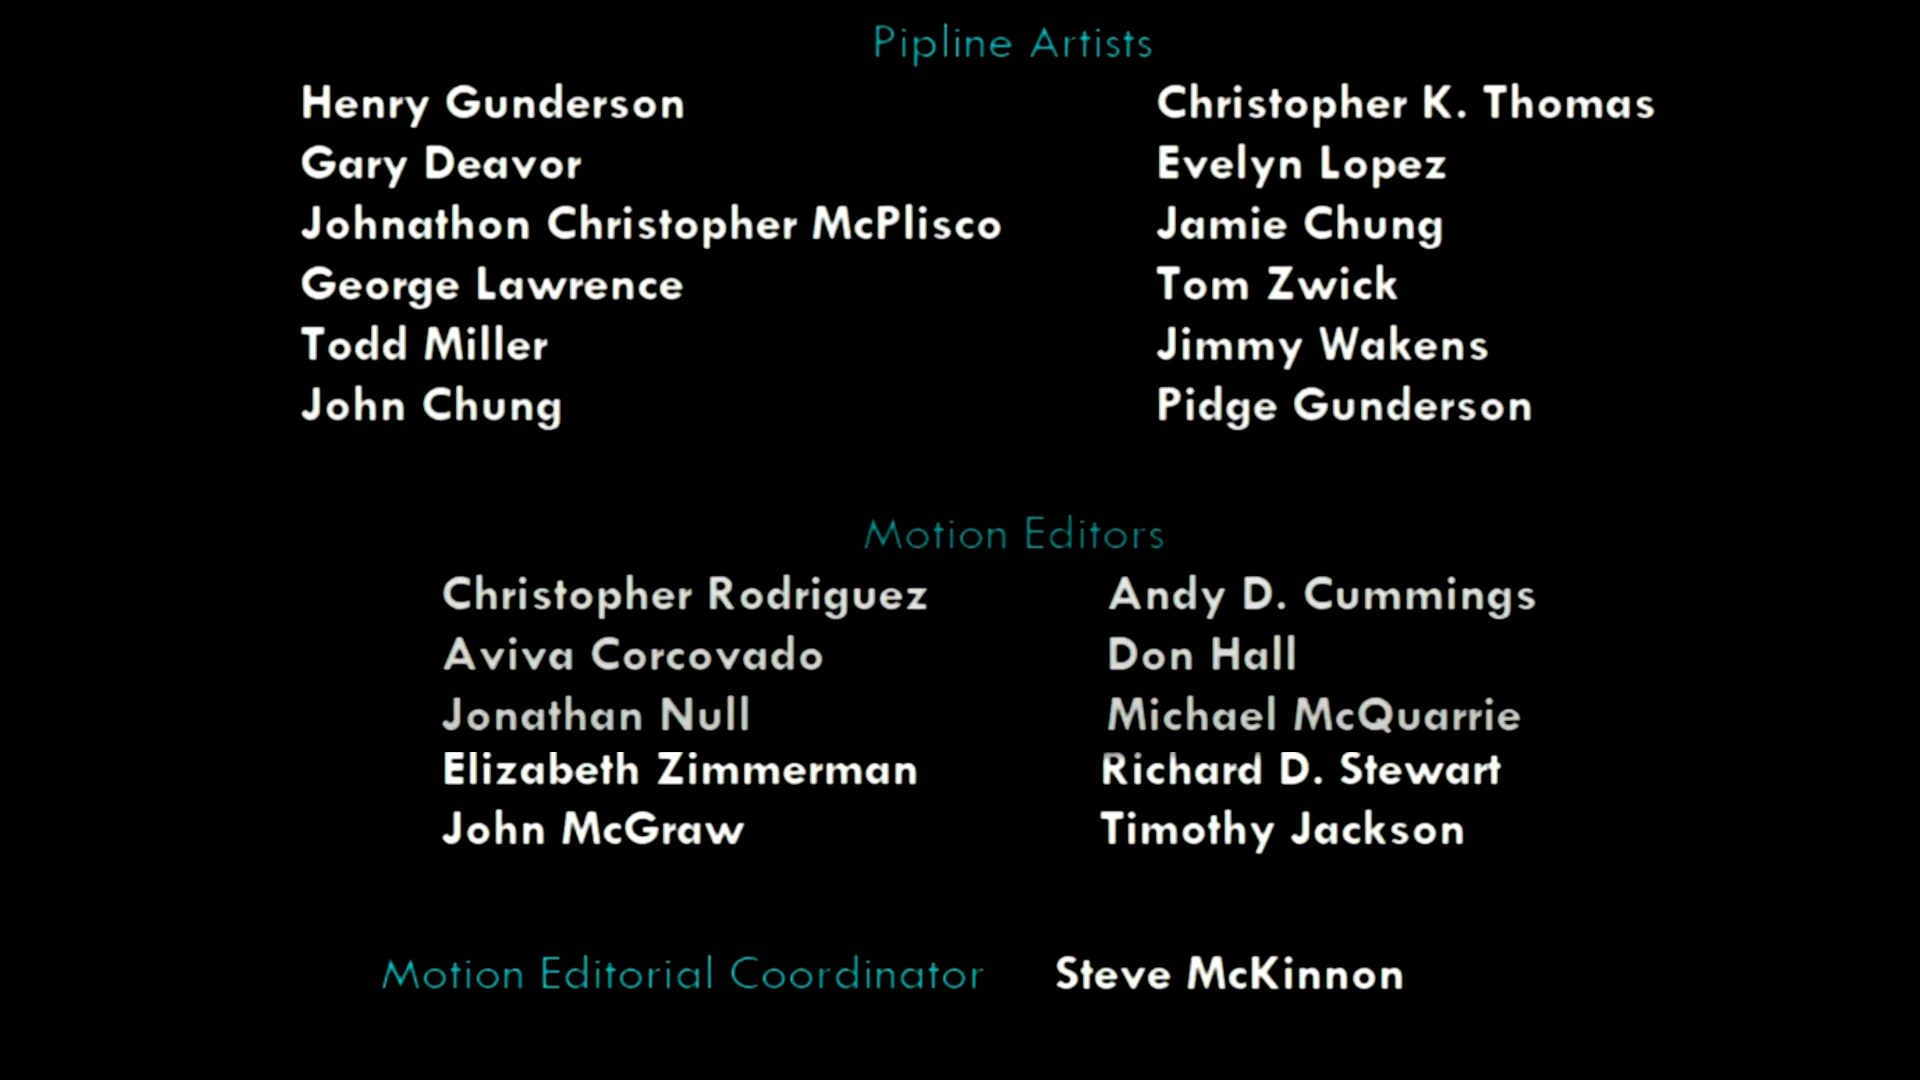 Pipline Artists
Henry Gunderson Christopher K. Thomas
Gary Deavor Evelyn Lopez
Johnathon Christopher McPlisco Jamie Chung
George Lawrence Tom Zwick
Todd Miller Jimmy Wakens
John Chung Pidge Gunderson
Motion Editors
Christopher Rodriguez Andy D. Cummings
Aviva Corcovado Don Hall
Jonathan Null Michael McQuarrie
Elizabeth Zimmerman Richard D. Stewart
John McGraw Timothy Jackson
Motion Editorial Coordinator Steve McKinnon